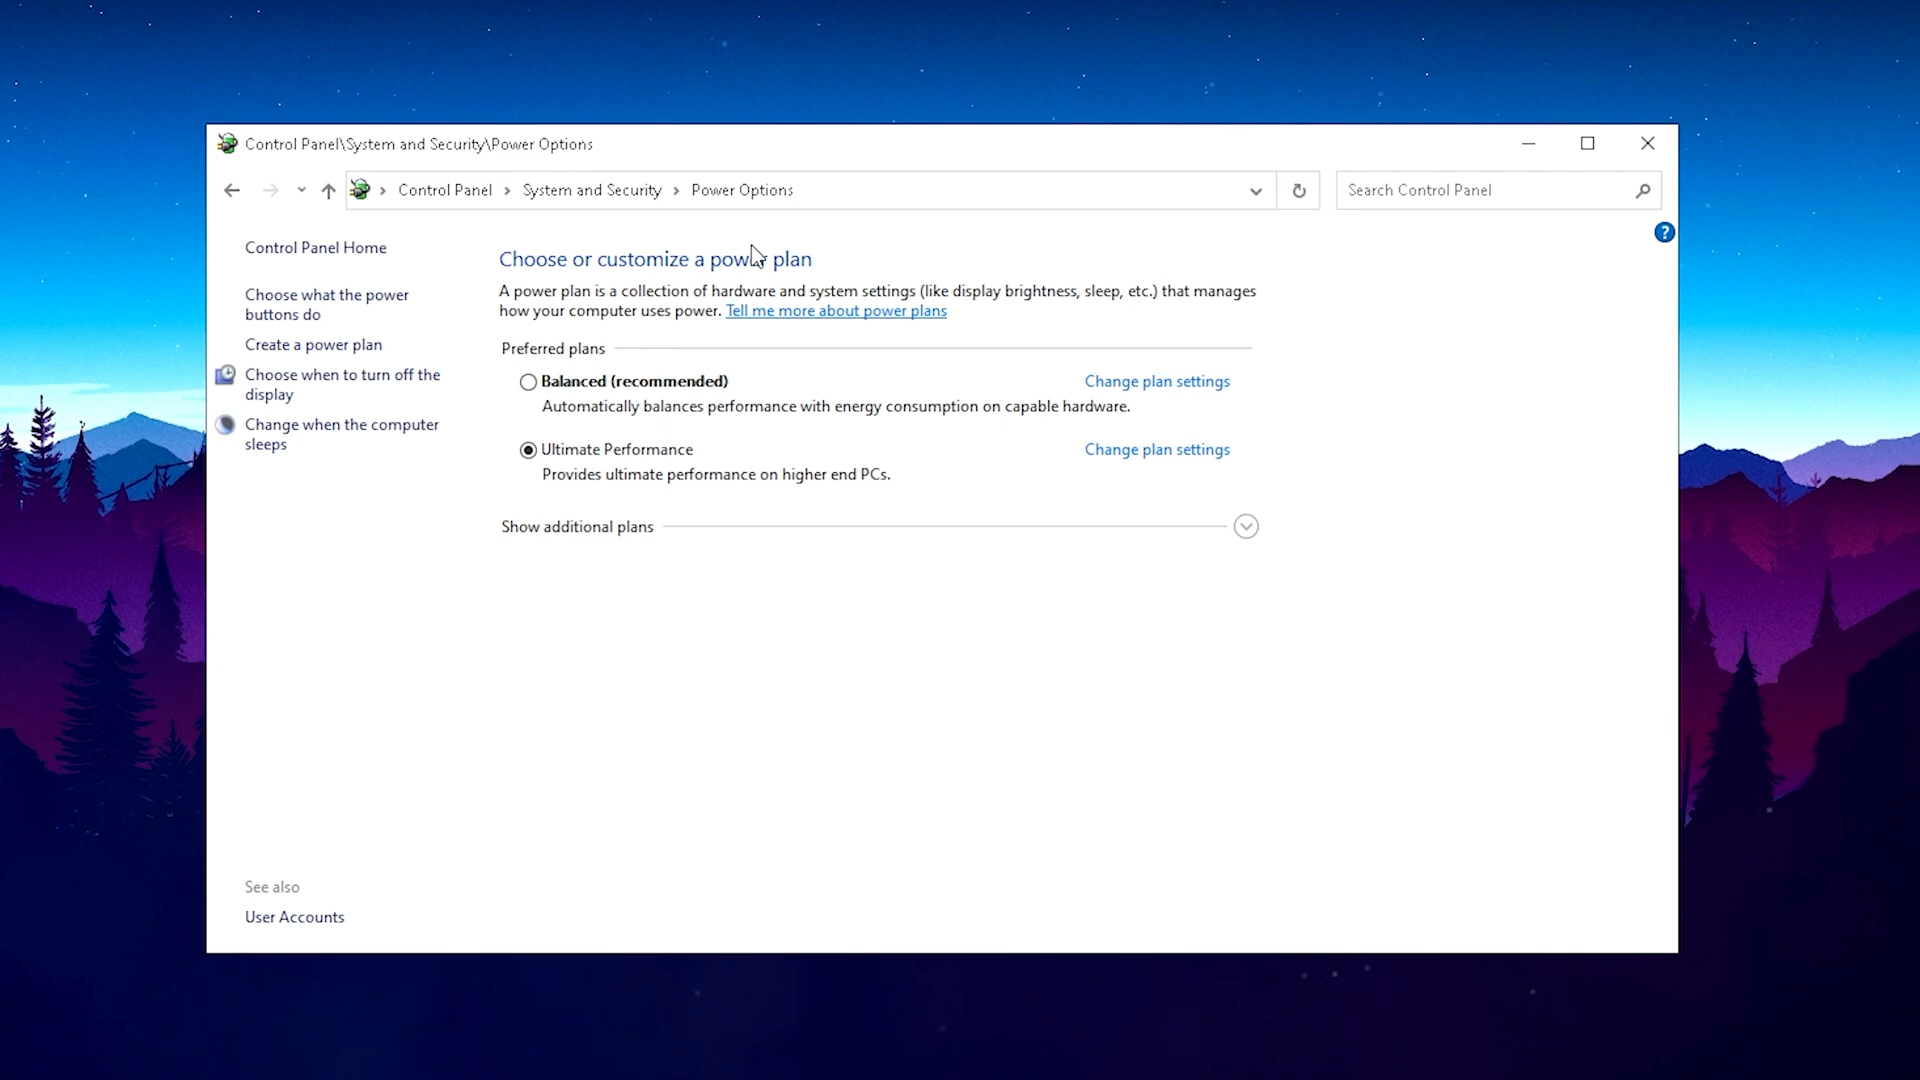 Control Panel\System and Security\Power Options
Control Panel > System and Security > Power Options
Search Control Panel
?
Control Panel Home
Choose what the power
buttons do
Create a power plan
Choose when to turn off the
display
Change when the computer
sleeps
Choose or customize a power plan
A power plan is a collection of hardware and system settings (like display brightness, sleep, etc.) that manages
how your computer uses power. Tell me more about power plans
Preferred plans
Balanced (recommended) Change plan settings
Automatically balances performance with energy consumption on capable hardware.
Ultimate Performance Change plan settings
Provides ultimate performance on higher end PCs.
Show additional plans
See also
User Accounts